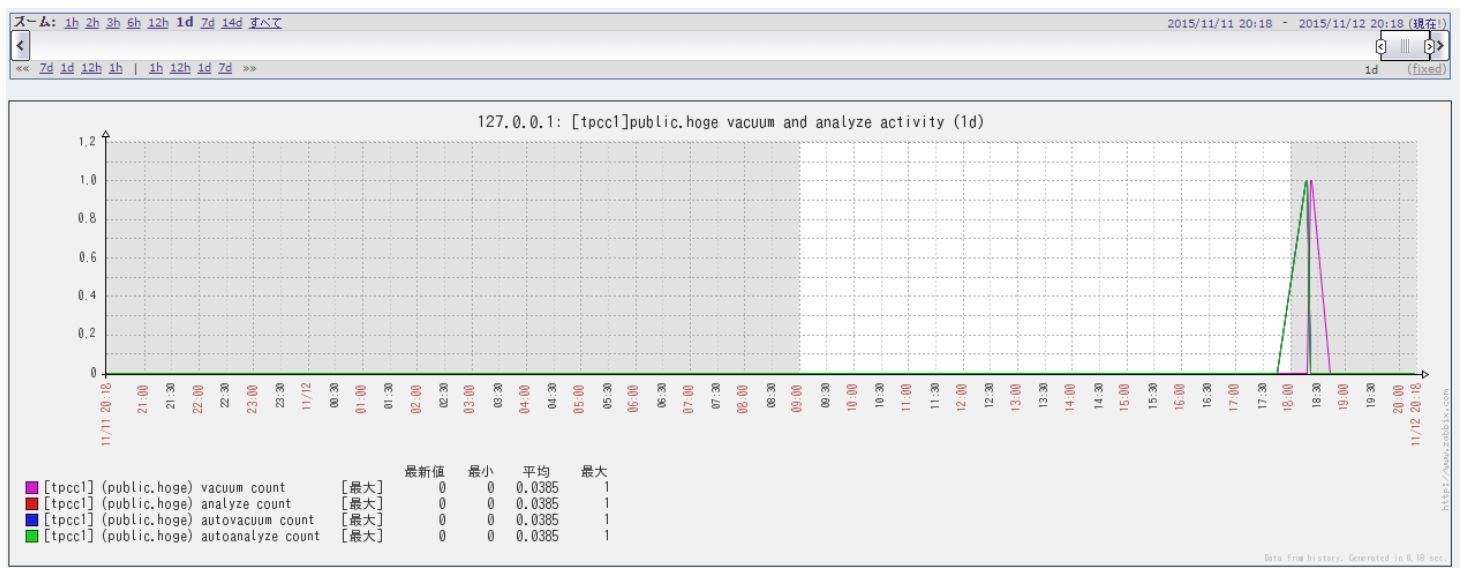 ズーム: 1h 2h 3h 6h 12h 1d 7d 14d すべて 2015/11/11 20:18 - 2015/11/12 20:18 (現在!)
«« 7d 1d 12h 1h | 1h 12h 1d 7d »» 1d (fixed)
127.0.0.1: [tpcc1]public.hoge vacuum and analyze activity (1d)
1.2
1.0
0.8
0.6
0.4
0.2
0
11/11 20:18 21:00 21:30 22:00 22:30 23:00 23:30 11/12 00:30 01:00 01:30 02:00 02:30 03:00 03:30 04:00 04:30 05:00 05:30 06:00 06:30 07:00 07:30 08:00 08:30 09:00 09:30 10:00 10:30 11:00 11:30 12:00 12:30 13:00 13:30 14:00 14:30 15:00 15:30 16:00 16:30 17:00 17:30 18:00 18:30 19:00 19:30 20:00 11/12 20:18
http://www.zabbix.com
最新値 最小 平均 最大
[tpcc1] (public.hoge) vacuum count [最大] 0 0 0.0385 1
[tpcc1] (public.hoge) analyze count [最大] 0 0 0.0385 1
[tpcc1] (public.hoge) autovacuum count [最大] 0 0 0.0385 1
[tpcc1] (public.hoge) autoanalyze count [最大] 0 0 0.0385 1
Data from history. Generated in 0.18 sec.